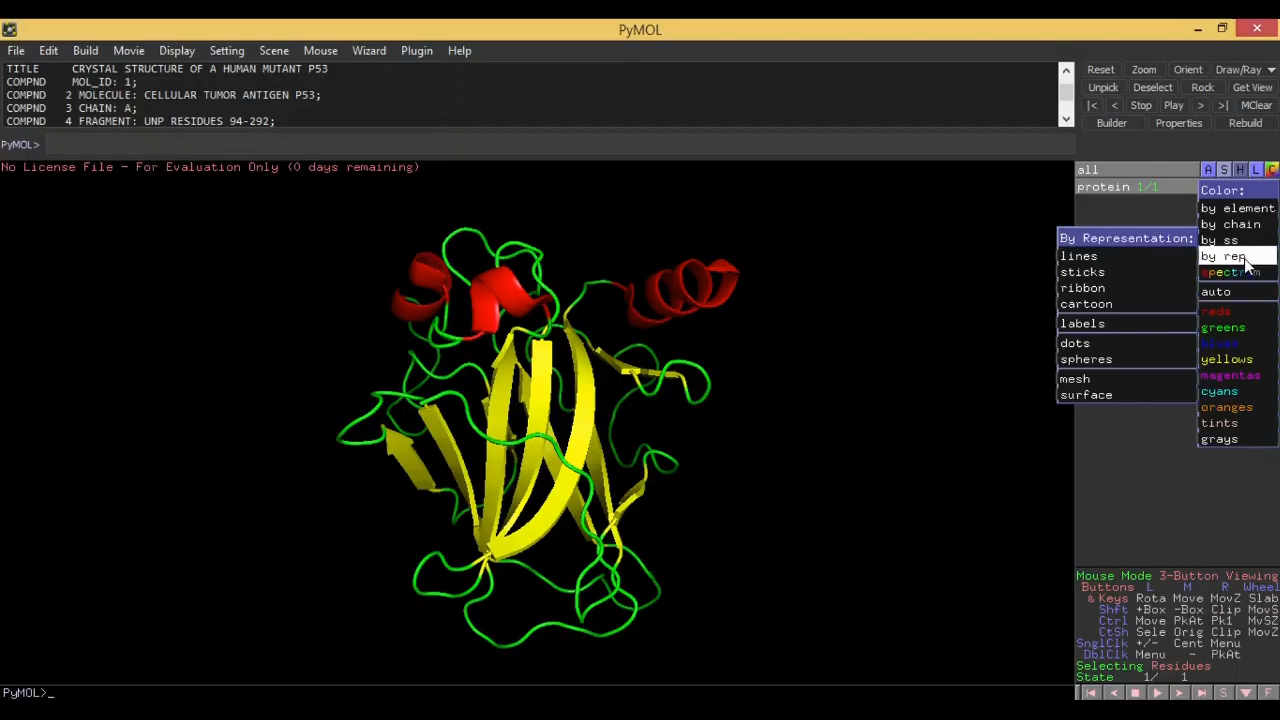 PyMOL
File Edit Build Movie Display Setting Scene Mouse Wizard Plugin Help
TITLE CRYSTAL STRUCTURE OF A HUMAN MUTANT P53
COMPND MOL_ID: 1;
COMPND 2 MOLECULE: CELLULAR TUMOR ANTIGEN P53;
COMPND 3 CHAIN: A;
COMPND 4 FRAGMENT: UNP RESIDUES 94-292;
Reset Zoom Orient Draw/Ray
Unpick Deselect Rock Get View
|< < Stop Play > >| MClear
Builder Properties Rebuild
PyMOL>
No License File - For Evaluation Only (0 days remaining)
all A S H L C
protein 1/1
Color:
by element
by chain
by ss
by rep
spectrum
auto
reds
greens
blues
yellows
magentas
cyans
oranges
tints
grays
By Representation:
lines
sticks
ribbon
cartoon
labels
dots
spheres
mesh
surface
Mouse Mode 3-Button Viewing
Buttons L M R Wheel
& Keys Rota Move MovZ Slab
Shft +Box -Box Clip MovS
Ctrl Move PkAt Pk1 MvSZ
CtSh Sele Orig Clip MovZ
SnglClk +/- Cent Menu
DblClk Menu - PkAt
Selecting Residues
State 1/ 1
PyMOL>_
S F